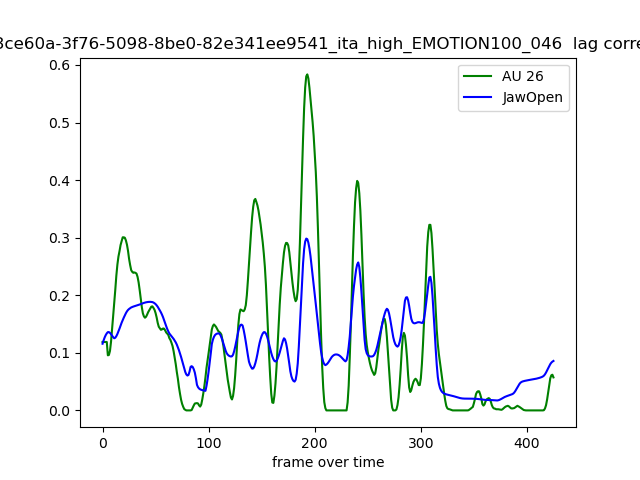 3ce60a-3f76-5098-8be0-82e341ee9541_ita_high_EMOTION100_046 lag corre
AU 26
JawOpen
0.6
0.5
0.4
0.3
0.2
0.1
0.0
0 100 200 300 400
frame over time